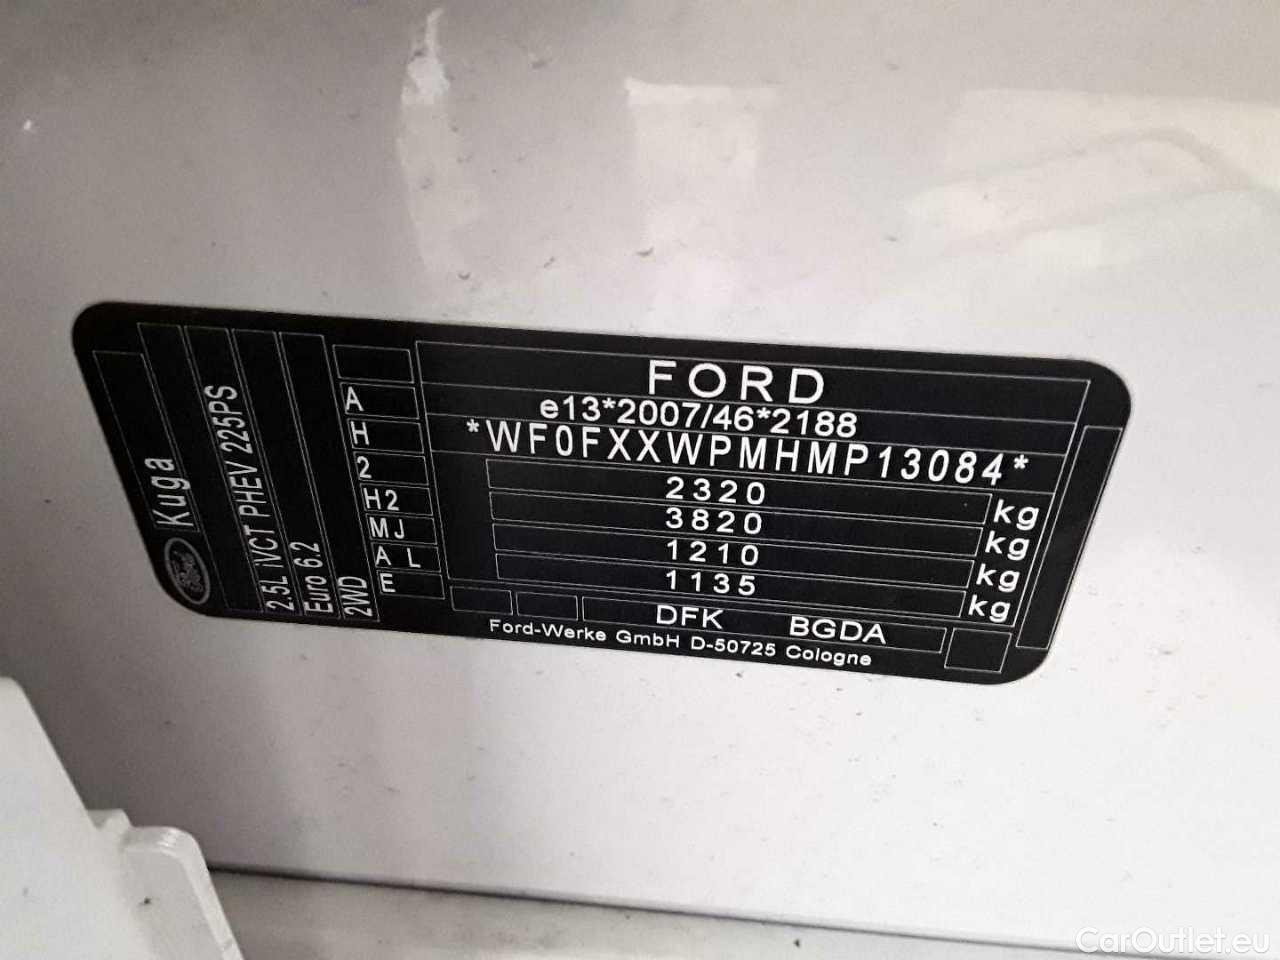 FORD
e13*2007/46*2188
*WF0FXXWPMHMP13084*
2320 kg
3820 kg
1210 kg
1135 kg
DFK BGDA
Ford-Werke GmbH D-50725 Cologne
A
H
2
H2
MJ
A L
E
Ford Kuga
2.5L iVCT PHEV 225PS
Euro 6.2
2WD
CarOutlet.eu